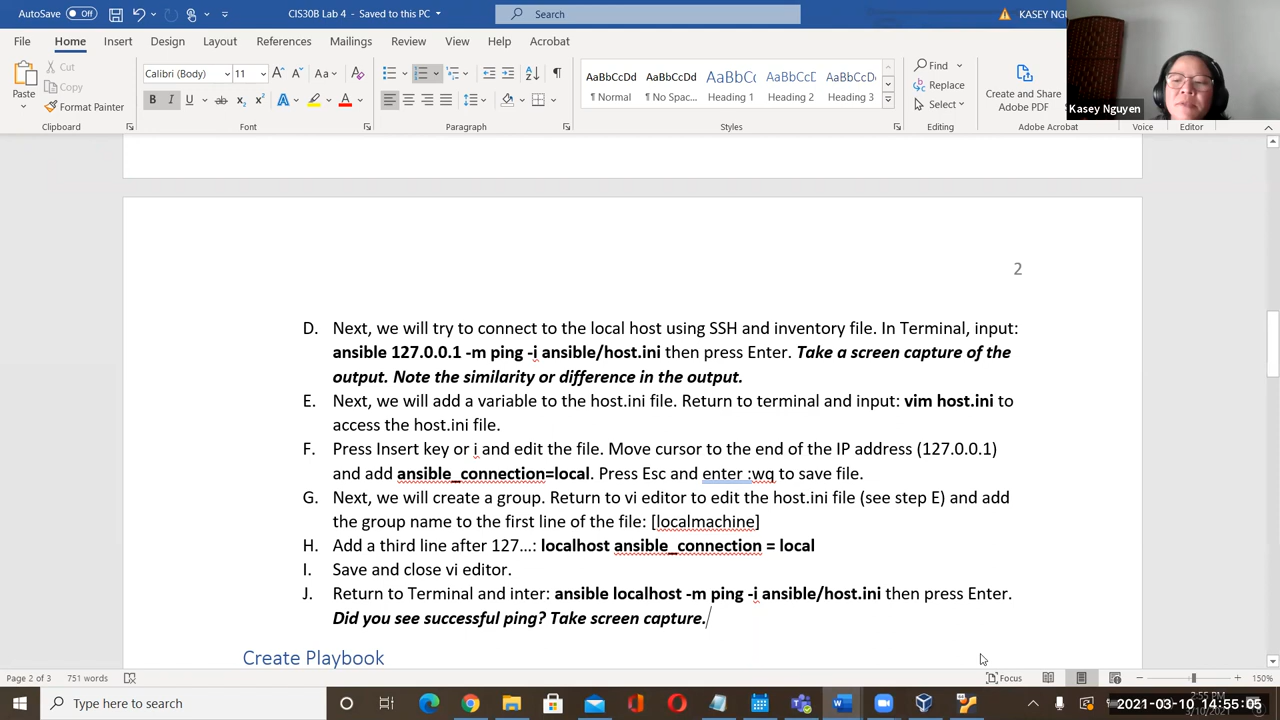 AutoSave Off CIS30B Lab 4 - Saved to this PC Search KASEY NGU
File Home Insert Design Layout References Mailings Review View Help Acrobat
Paste Cut Copy Format Painter
Calibri (Body) 11
B I U
AaBbCcDd AaBbCcDd AaBbCc AaBbCcDd AaBbCcD
¶ Normal ¶ No Spac... Heading 1 Heading 2 Heading 3
Find Replace Select
Create and Share Adobe PDF
Kasey Nguyen
Clipboard Font Paragraph Styles Editing Adobe Acrobat Voice Editor
2
D. Next, we will try to connect to the local host using SSH and inventory file. In Terminal, input:
ansible 127.0.0.1 -m ping -i ansible/host.ini then press Enter. Take a screen capture of the
output. Note the similarity or difference in the output.
E. Next, we will add a variable to the host.ini file. Return to terminal and input: vim host.ini to
access the host.ini file.
F. Press Insert key or i and edit the file. Move cursor to the end of the IP address (127.0.0.1)
and add ansible_connection=local. Press Esc and enter :wq to save file.
G. Next, we will create a group. Return to vi editor to edit the host.ini file (see step E) and add
the group name to the first line of the file: [localmachine]
H. Add a third line after 127...: localhost ansible_connection = local
I. Save and close vi editor.
J. Return to Terminal and inter: ansible localhost -m ping -i ansible/host.ini then press Enter.
Did you see successful ping? Take screen capture.
Create Playbook
Page 2 of 3 751 words Focus 150%
Type here to search 2:55 PM
2021-03-10 14:55:05